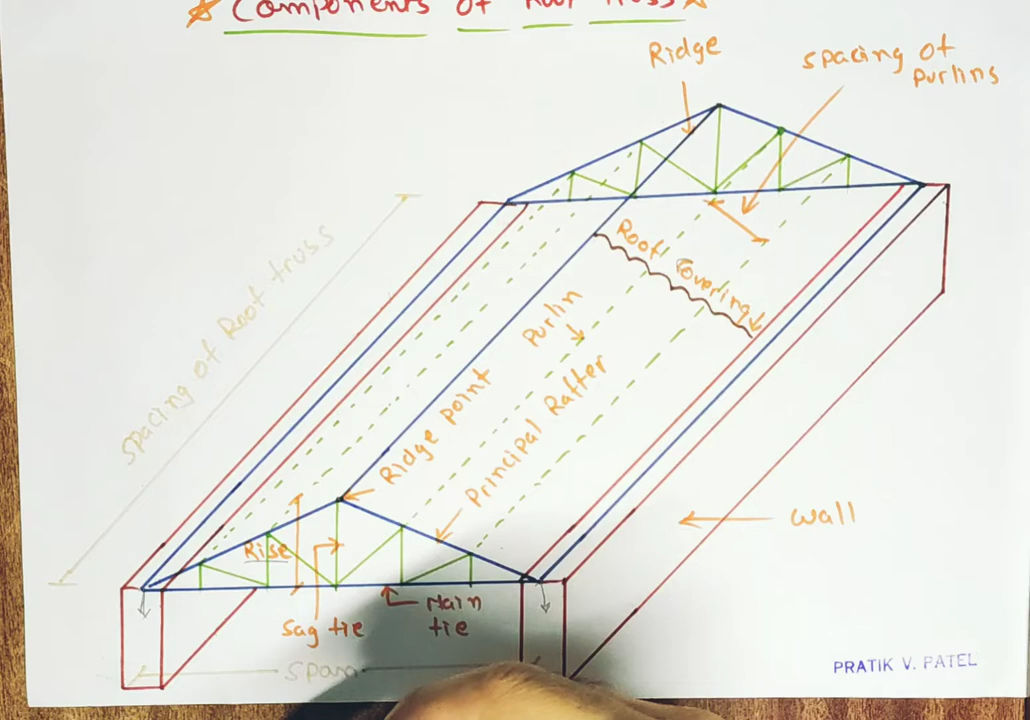 Components of Roof Truss
Ridge
Spacing of
Purlins
Roof Covering
Spacing of Roof truss
Purlin
Principal Rafter
Ridge point
Rise
Wall
Sag tie
Main
tie
Span
PRATIK V. PATEL